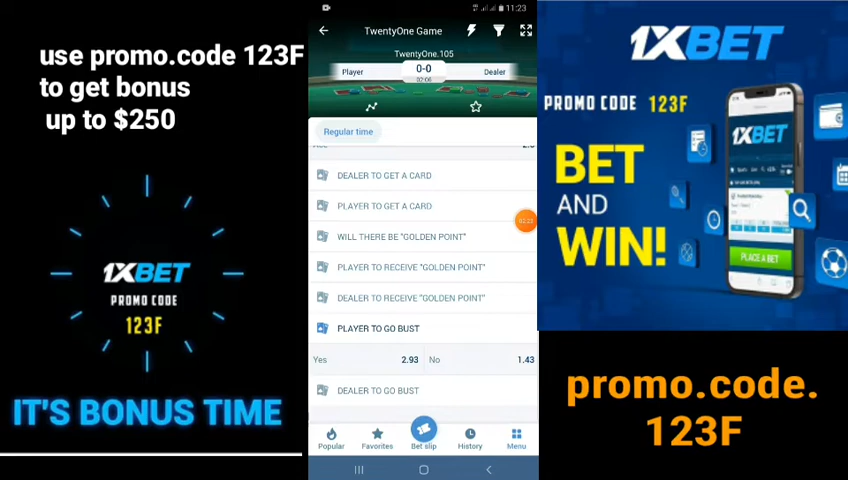 use promo.code 123F
to get bonus
up to $250
1XBET
PROMO CODE
123F
IT'S BONUS TIME
11:23
TwentyOne Game
TwentyOne.105
Player
0-0
Dealer
02:06
Regular time
DEALER TO GET A CARD
PLAYER TO GET A CARD
WILL THERE BE "GOLDEN POINT"
PLAYER TO RECEIVE "GOLDEN POINT"
DEALER TO RECEIVE "GOLDEN POINT"
PLAYER TO GO BUST
Yes 2.93 No 1.43
DEALER TO GO BUST
Popular
Favorites
Bet slip
History
Menu
1XBET
PROMO CODE 123F
BET
AND
WIN!
1XBET
PLACE A BET
promo.code.
123F